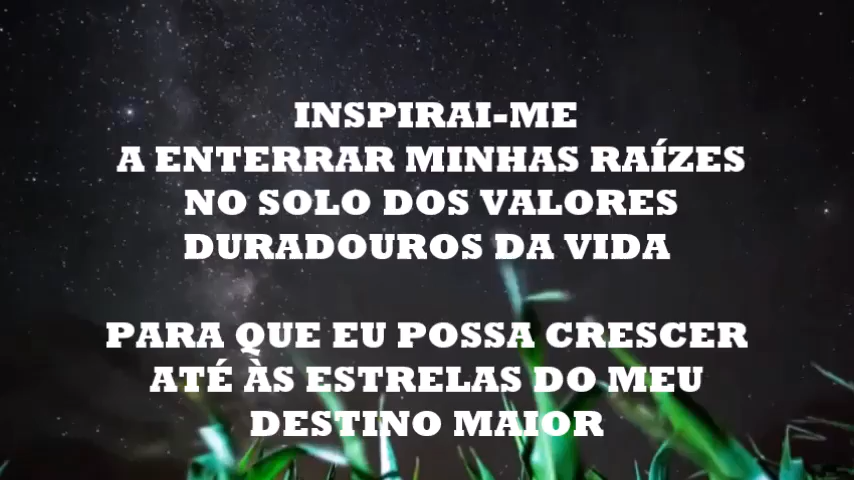 INSPIRAI-ME
A ENTERRAR MINHAS RAÍZES
NO SOLO DOS VALORES
DURADOUROS DA VIDA
PARA QUE EU POSSA CRESCER
ATÉ ÀS ESTRELAS DO MEU
DESTINO MAIOR